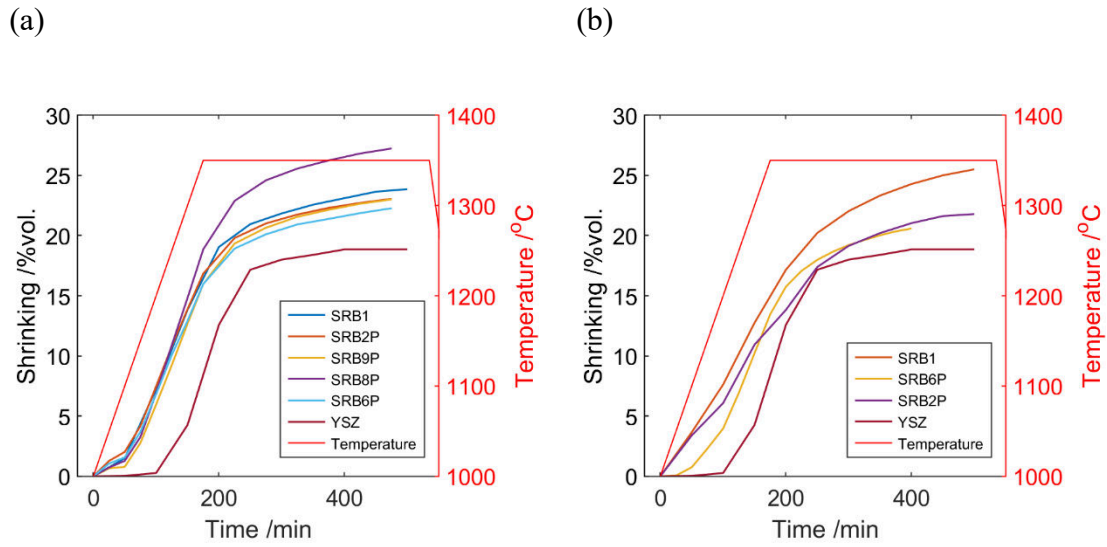 (a)
(b)
30
25
20
15
10
5
0
Shrinking /%vol.
0
200
400
Time /min
1400
1300
1200
1100
1000
Temperature /°C
SRB1
SRB2P
SRB9P
SRB8P
SRB6P
YSZ
Temperature
30
25
20
15
10
5
0
Shrinking /%vol.
0
200
400
Time /min
1400
1300
1200
1100
1000
Temperature /°C
SRB1
SRB6P
SRB2P
YSZ
Temperature